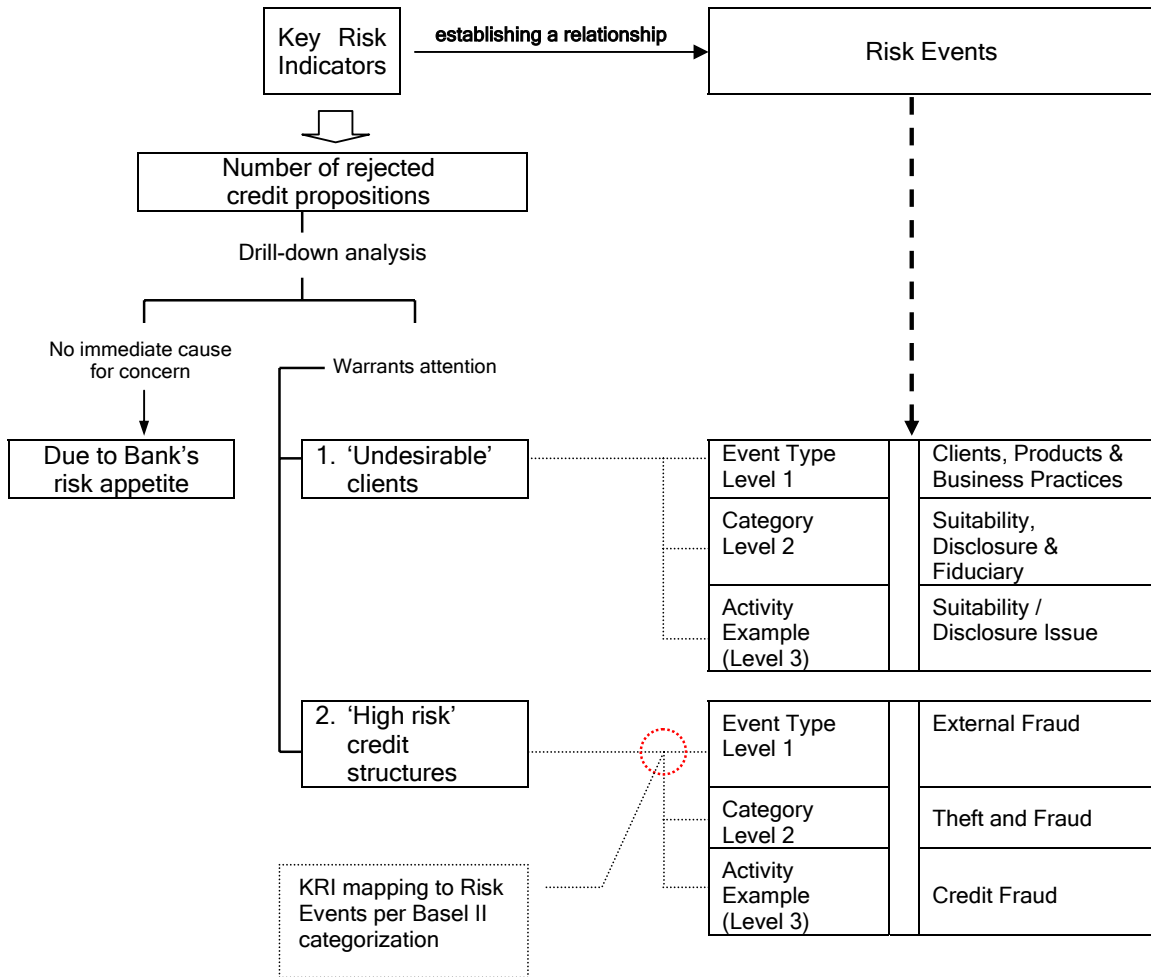 Key Risk
Indicators
establishing a relationship
Risk Events
Number of rejected
credit propositions
Drill-down analysis
No immediate cause
for concern
Warrants attention
Due to Bank's
risk appetite
1. ‘Undesirable’
clients
Event Type
Level 1
Clients, Products &
Business Practices
Category
Level 2
Suitability,
Disclosure &
Fiduciary
Activity
Example
(Level 3)
Suitability /
Disclosure Issue
2. ‘High risk’
credit
structures
Event Type
Level 1
External Fraud
Category
Level 2
Theft and Fraud
Activity
Example
(Level 3)
Credit Fraud
KRI mapping to Risk
Events per Basel II
categorization